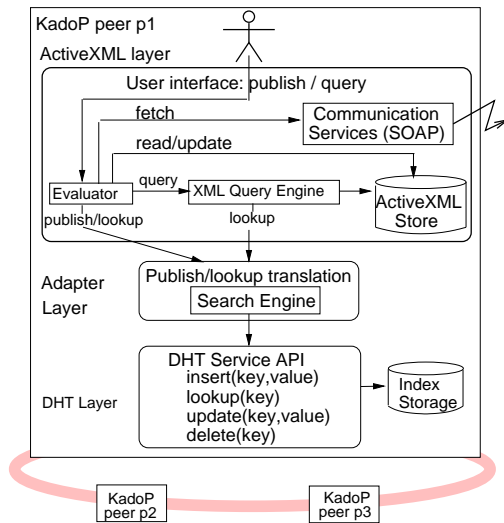 KadoP peer p1
ActiveXML layer
User interface: publish / query
fetch
Communication
Services (SOAP)
read/update
Evaluator
query
XML Query Engine
ActiveXML
Store
publish/lookup
lookup
Adapter
Layer
Publish/lookup translation
Search Engine
DHT Layer
DHT Service API
insert(key,value)
lookup(key)
update(key,value)
delete(key)
Index
Storage
KadoP
peer p2
KadoP
peer p3